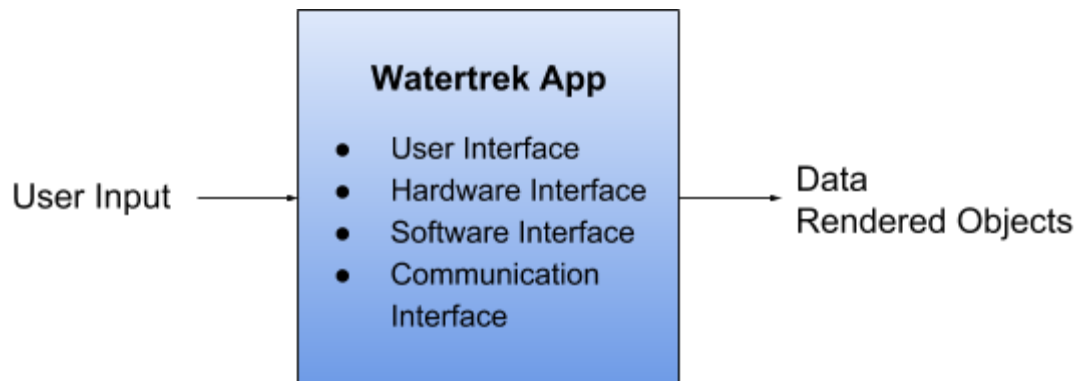 Watertrek App
● User Interface
User Input
● Hardware Interface
● Software Interface
● Communication
Interface
Data
Rendered Objects